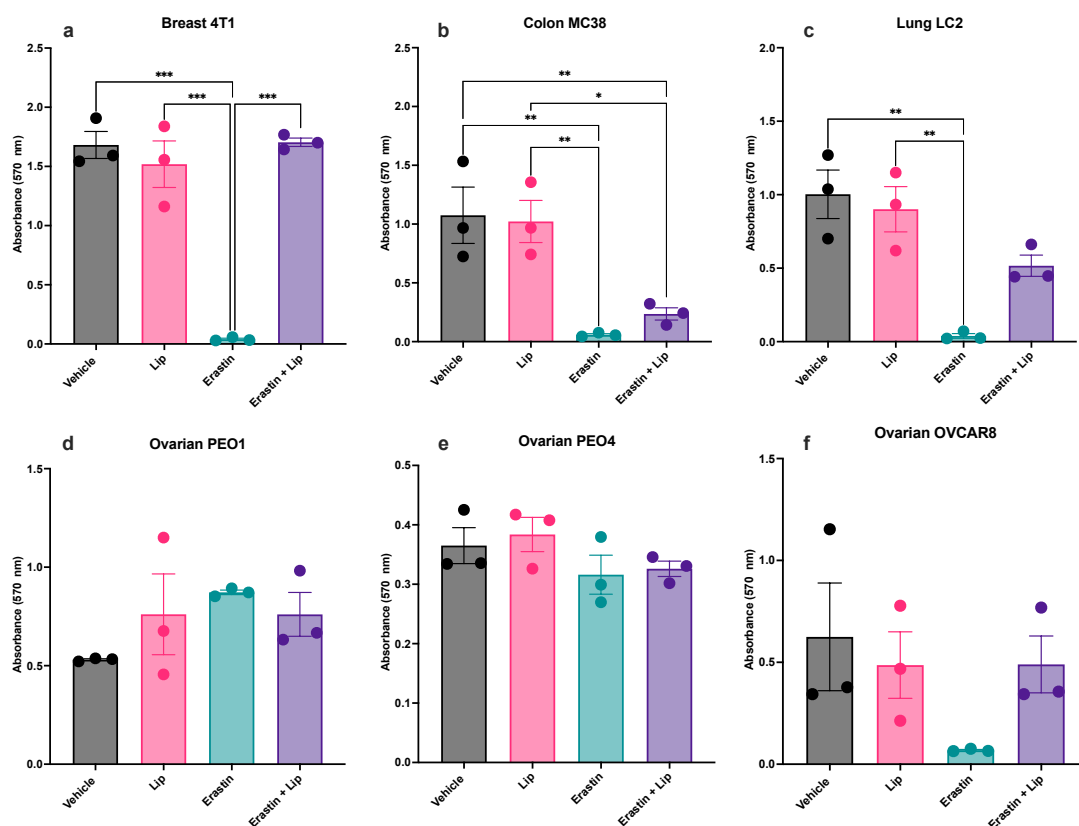 a
Breast 4T1
Absorbance (570 nm)
2.5
2.0
1.5
1.0
0.5
0.0
***
***
***
Vehicle
Lip
Erastin
Erastin + Lip
b
Colon MC38
Absorbance (570 nm)
2.5
2.0
1.5
1.0
0.5
0.0
**
*
**
**
Vehicle
Lip
Erastin
Erastin + Lip
c
Lung LC2
Absorbance (570 nm)
2.0
1.5
1.0
0.5
0.0
**
**
Vehicle
Lip
Erastin
Erastin + Lip
d
Ovarian PEO1
Absorbance (570 nm)
1.5
1.0
0.5
0.0
Vehicle
Lip
Erastin
Erastin + Lip
e
Ovarian PEO4
Absorbance (570 nm)
0.5
0.4
0.3
0.2
0.1
0.0
Vehicle
Lip
Erastin
Erastin + Lip
f
Ovarian OVCAR8
Absorbance (570 nm)
1.5
1.0
0.5
0.0
Vehicle
Lip
Erastin
Erastin + Lip